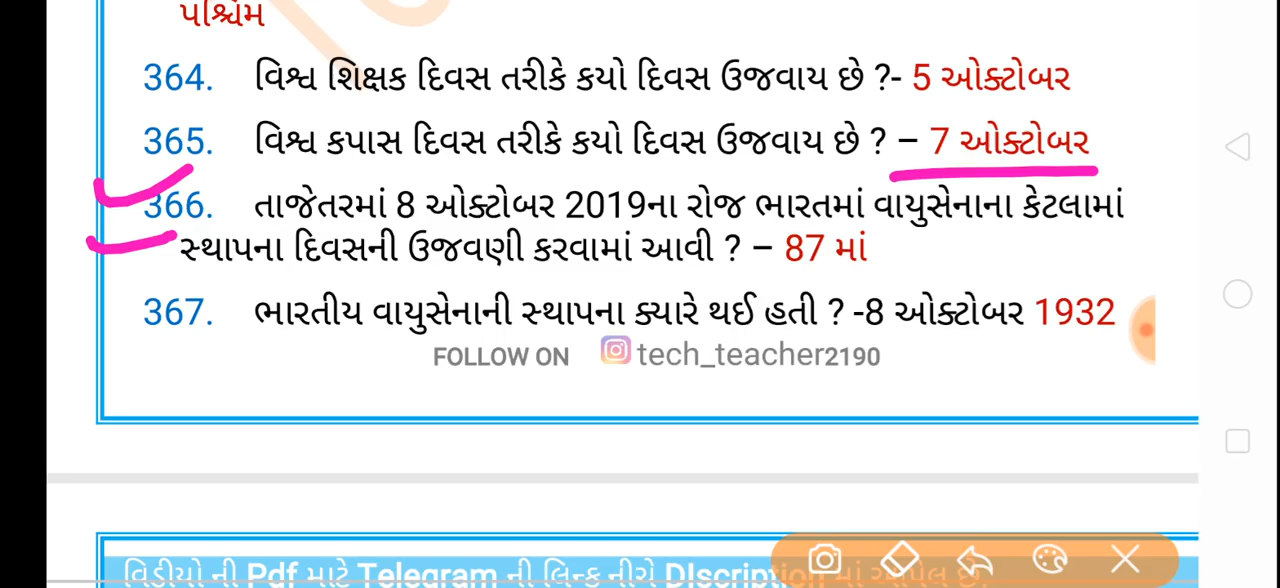 પશ્ચિમ
364. વિશ્વ શિક્ષક દિવસ તરીકે કયો દિવસ ઉજવાય છે ?- 5 ઓક્ટોબર
365. વિશ્વ કપાસ દિવસ તરીકે કયો દિવસ ઉજવાય છે ? – 7 ઓક્ટોબર
366. તાજેતરમાં 8 ઓક્ટોબર 2019ના રોજ ભારતમાં વાયુસેનાના કેટલામાં
સ્થાપના દિવસની ઉજવણી કરવામાં આવી ? – 87 માં
367. ભારતીય વાયુસેનાની સ્થાપના ક્યારે થઈ હતી ? -8 ઓક્ટોબર 1932
FOLLOW ON tech_teacher2190
વિડીયો ની Pdf માટે Telegram ની લિન્ક નીગે DIscription માં આપેલ છે.